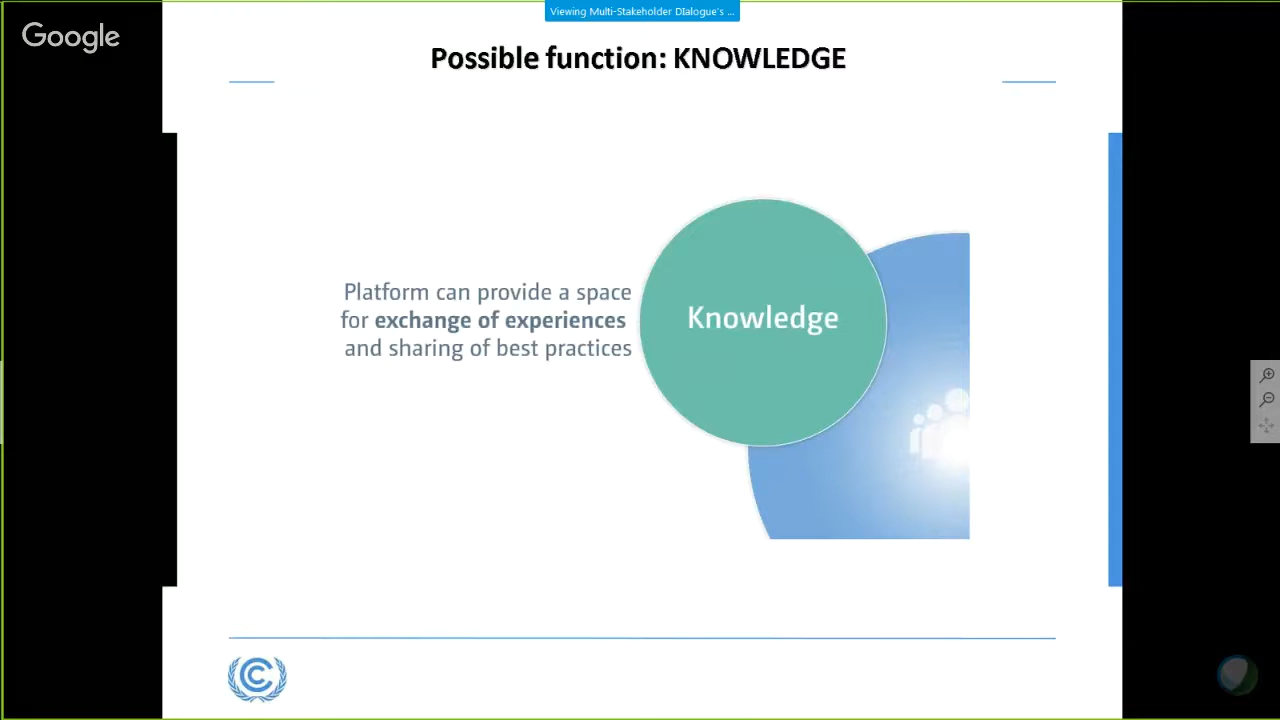 Viewing Multi-Stakeholder DIalogue's ...
Google
Possible function: KNOWLEDGE
Platform can provide a space
for exchange of experiences
and sharing of best practices
Knowledge